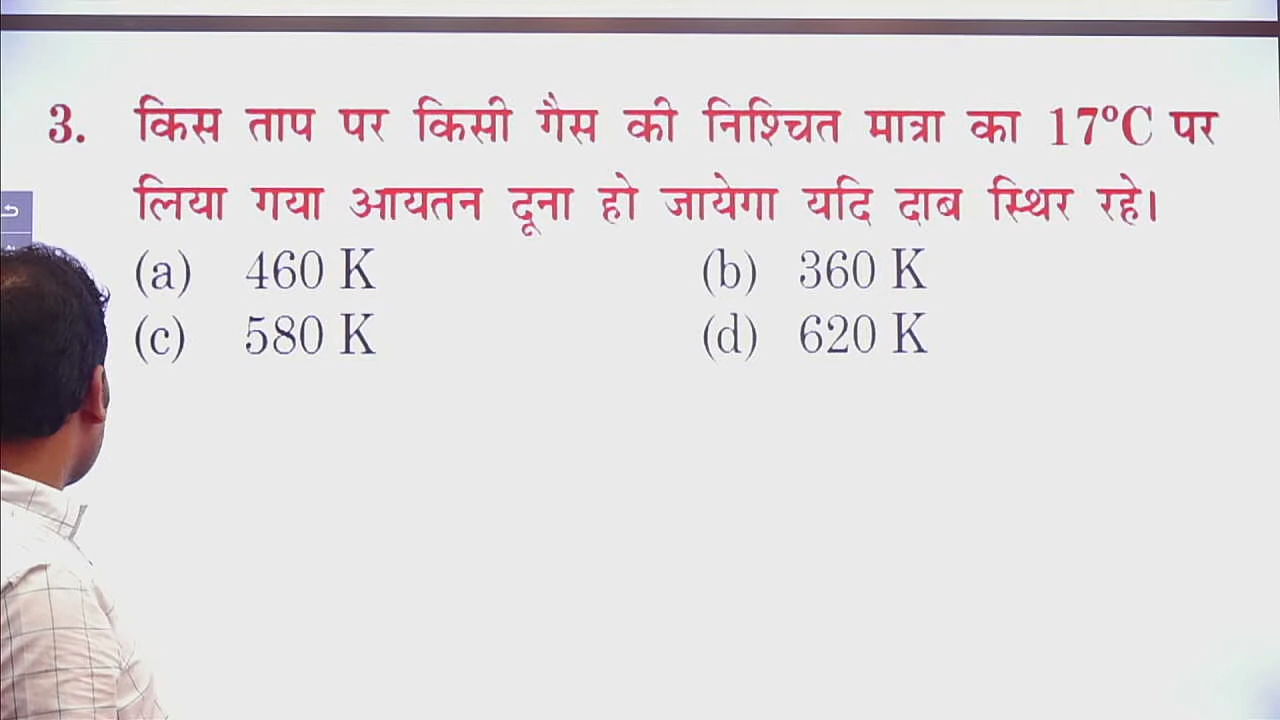 3. किस ताप पर किसी गैस की निश्चित मात्रा का 17°C पर
लिया गया आयतन दूना हो जायेगा यदि दाब स्थिर रहे।
(a) 460 K (b) 360 K
(c) 580 K (d) 620 K